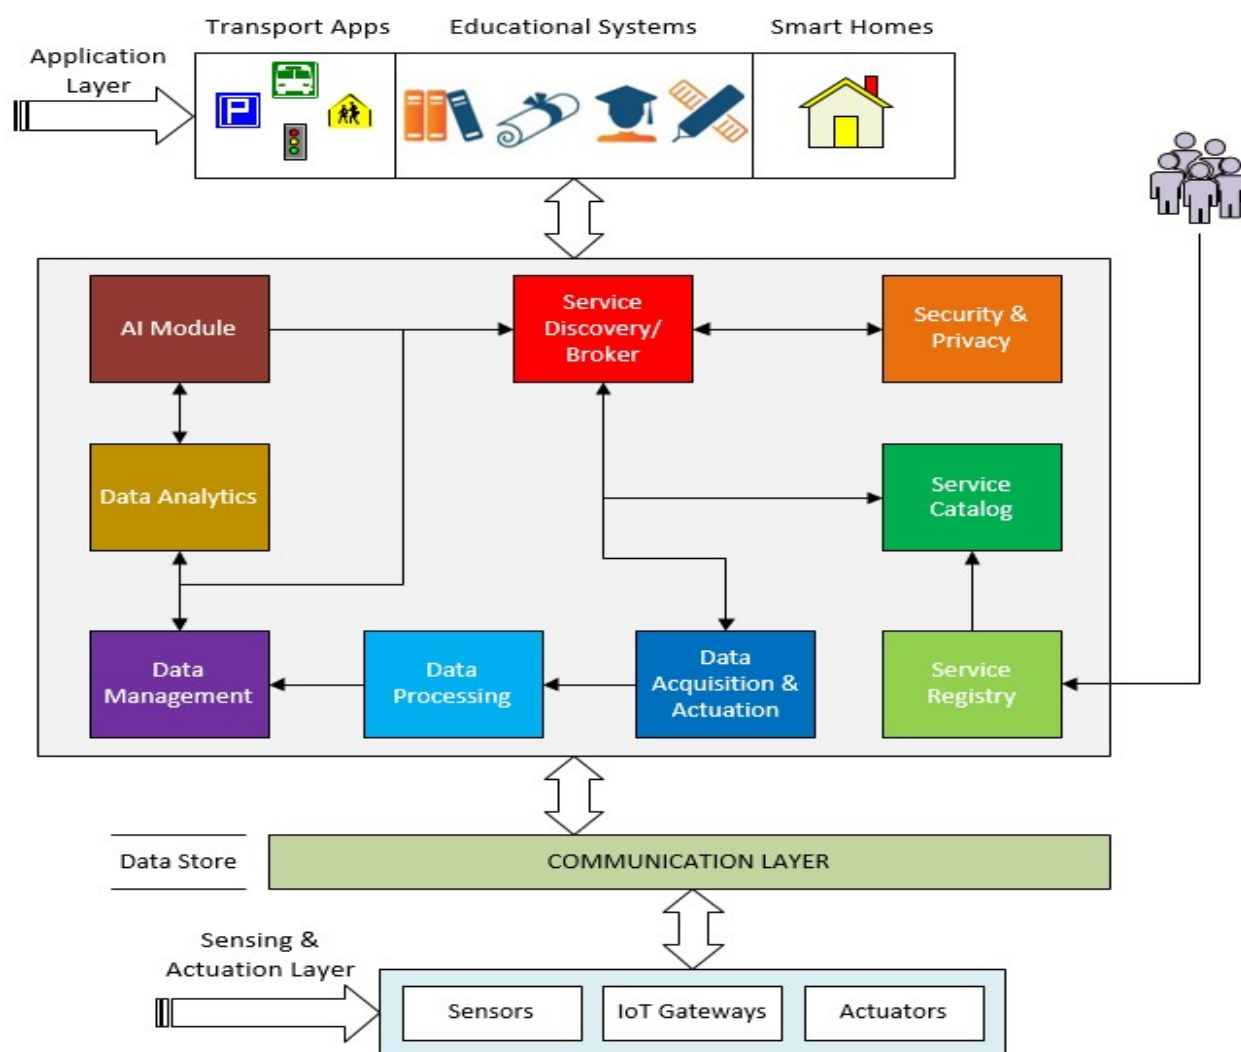 Transport Apps
Educational Systems
Smart Homes
Application
Layer
P
AI Module
Service
Discovery/
Broker
Security &
Privacy
Data Analytics
Service
Catalog
Data
Management
Data
Processing
Data
Acquisition &
Actuation
Service
Registry
Data Store
COMMUNICATION LAYER
Sensing &
Actuation Layer
Sensors
IoT Gateways
Actuators